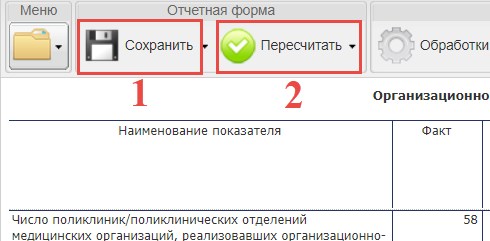 Меню
Отчетная форма
Сохранить
Пересчитать
Обработки
1
2
Организационно
Наименование показателя
Факт
Число поликлиник/поликлинических отделений
58
медицинских организаций, реализовавших организационно-